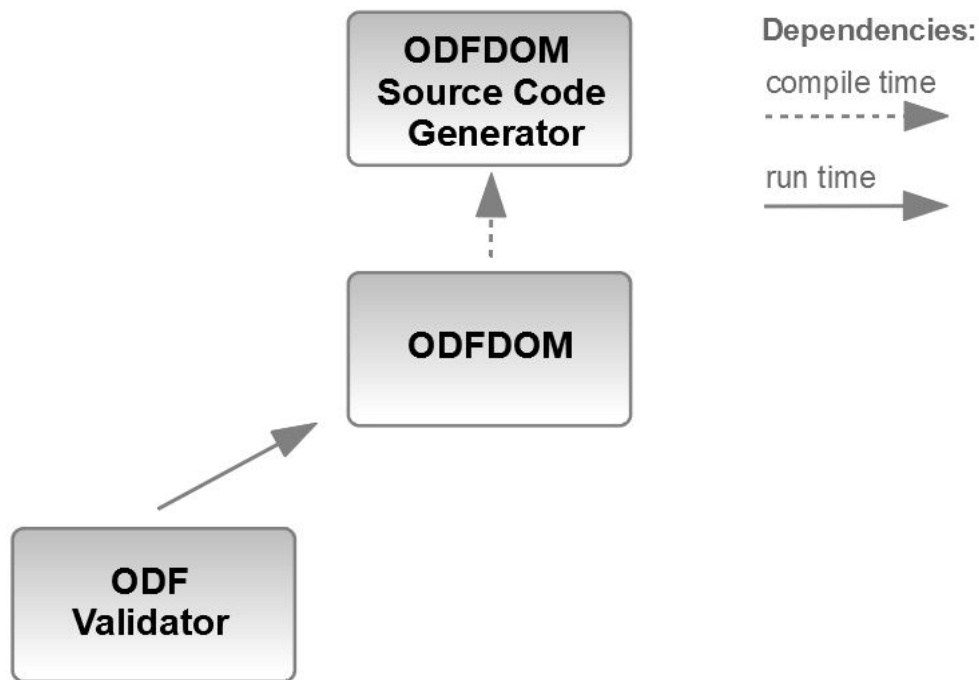 ODFDOM
Source Code
Generator
Dependencies:
compile time
run time
ODFDOM
ODF
Validator